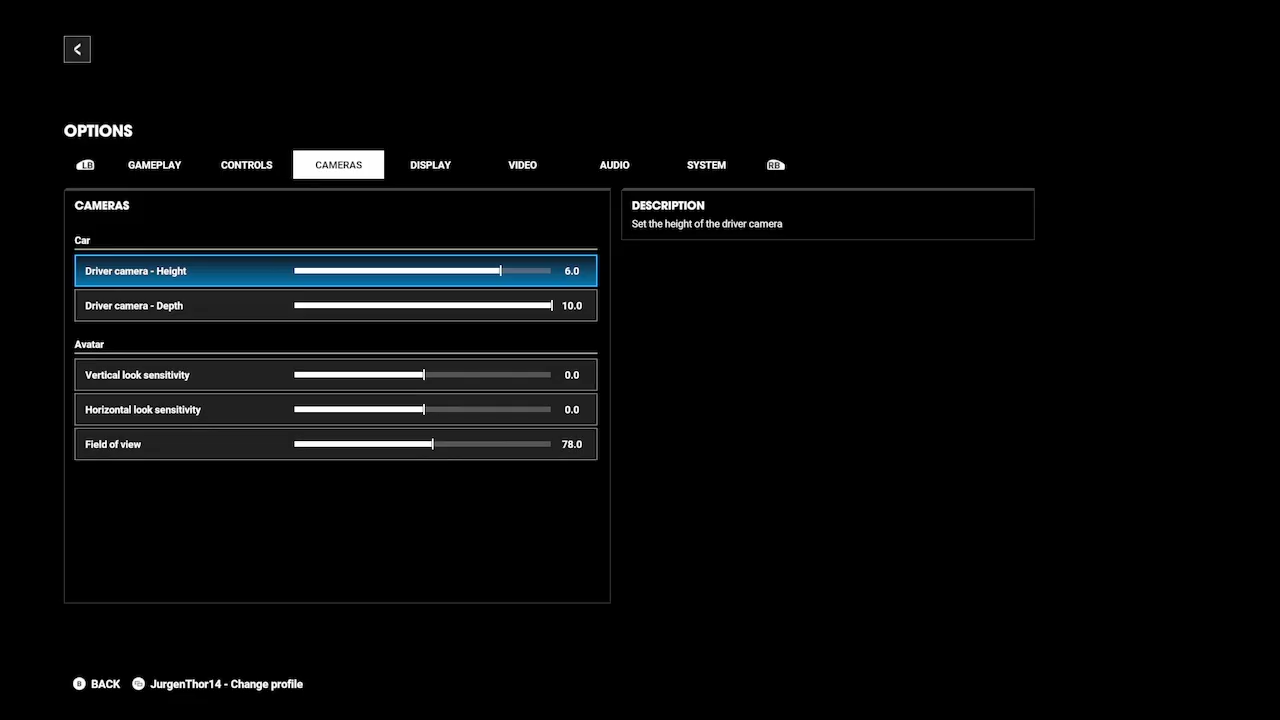 OPTIONS
LB GAMEPLAY CONTROLS CAMERAS DISPLAY VIDEO AUDIO SYSTEM RB
CAMERAS
Car
Driver camera - Height 6.0
Driver camera - Depth 10.0
Avatar
Vertical look sensitivity 0.0
Horizontal look sensitivity 0.0
Field of view 78.0
DESCRIPTION
Set the height of the driver camera
B BACK JurgenThor14 - Change profile